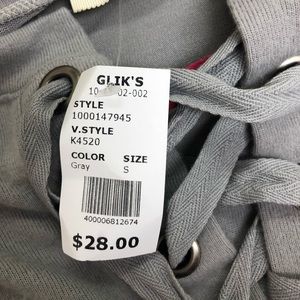 GLIK'S
STYLE
1000147945
V.STYLE
K4520
COLOR SIZE
Gray S
400006812674
$28.00